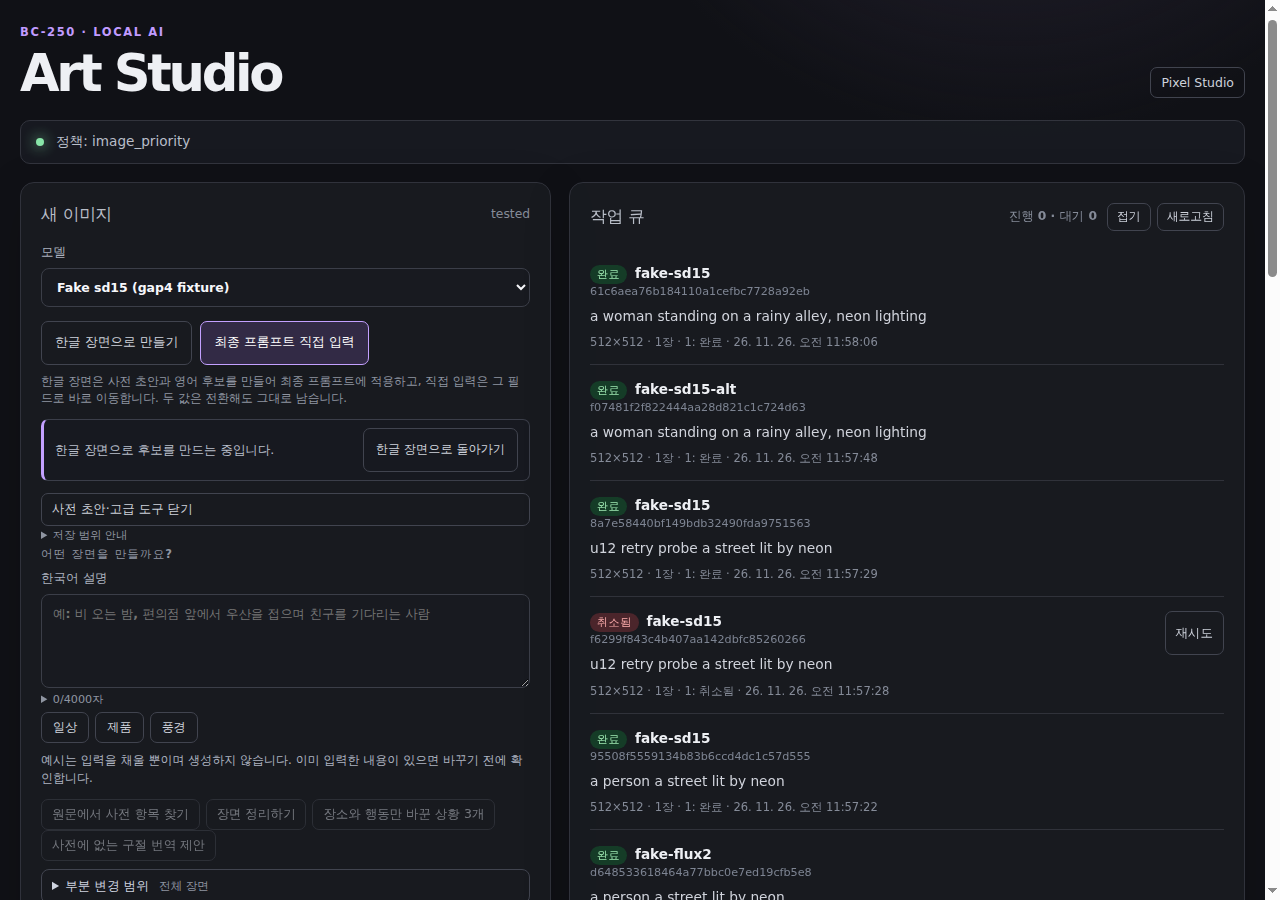 BC-250 · LOCAL AI
Art Studio
Pixel Studio
정책: image_priority
새 이미지
tested
모델
Fake sd15 (gap4 fixture)
한글 장면으로 만들기
최종 프롬프트 직접 입력
한글 장면은 사전 초안과 영어 후보를 만들어 최종 프롬프트에 적용하고, 직접 입력은 그 필
드로 바로 이동합니다. 두 값은 전환해도 그대로 남습니다.
한글 장면으로 후보를 만드는 중입니다.
한글 장면으로 돌아가기
사전 초안·고급 도구 닫기
저장 범위 안내
어떤 장면을 만들까요?
한국어 설명
예: 비 오는 밤, 편의점 앞에서 우산을 접으며 친구를 기다리는 사람
0/4000자
일상
제품
풍경
예시는 입력을 채울 뿐이며 생성하지 않습니다. 이미 입력한 내용이 있으면 바꾸기 전에 확
인합니다.
원문에서 사전 항목 찾기
장면 정리하기
장소와 행동만 바꾼 상황 3개
사전에 없는 구절 번역 제안
부분 변경 범위 전체 장면
작업 큐
진행 0 · 대기 0
접기
새로고침
완료 fake-sd15
61c6aea76b184110a1cefbc7728a92eb
a woman standing on a rainy alley, neon lighting
512×512 · 1장 · 1: 완료 · 26. 11. 26. 오전 11:58:06
완료 fake-sd15-alt
f07481f2f822444aa28d821c1c724d63
a woman standing on a rainy alley, neon lighting
512×512 · 1장 · 1: 완료 · 26. 11. 26. 오전 11:57:48
완료 fake-sd15
8a7e58440bf149bdb32490fda9751563
u12 retry probe a street lit by neon
512×512 · 1장 · 1: 완료 · 26. 11. 26. 오전 11:57:29
취소됨 fake-sd15
f6299f843c4b407aa142dbfc85260266
u12 retry probe a street lit by neon
512×512 · 1장 · 1: 취소됨 · 26. 11. 26. 오전 11:57:28
재시도
완료 fake-sd15
95508f5559134b83b6ccd4dc1c57d555
a person a street lit by neon
512×512 · 1장 · 1: 완료 · 26. 11. 26. 오전 11:57:22
완료 fake-flux2
d648533618464a77bbc0e7ed19cfb5e8
a person a street lit by neon